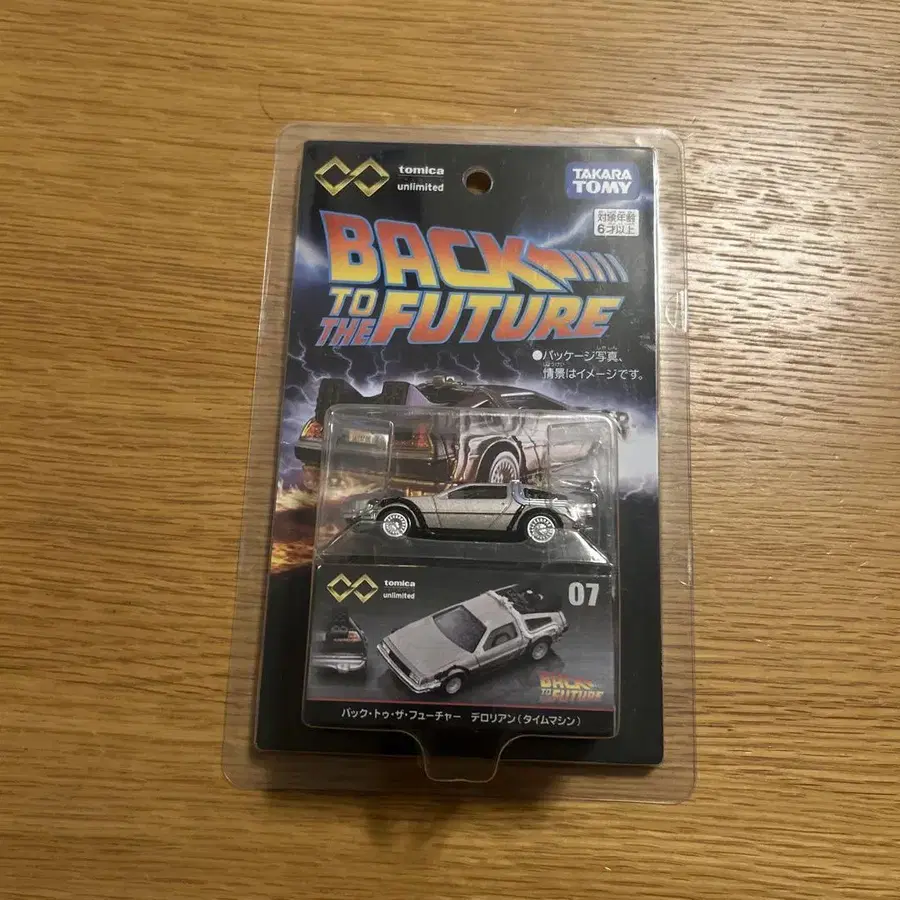 tomica
unlimited
TAKARA
TOMY
対象年齢
6才以上
BACK
TO
THE FUTURE
●パッケージ写真、
情景はイメージです。
tomica
unlimited
07
BACK
TO THE FUTURE
バック・トゥ・ザ・フューチャー デロリアン(タイムマシン)